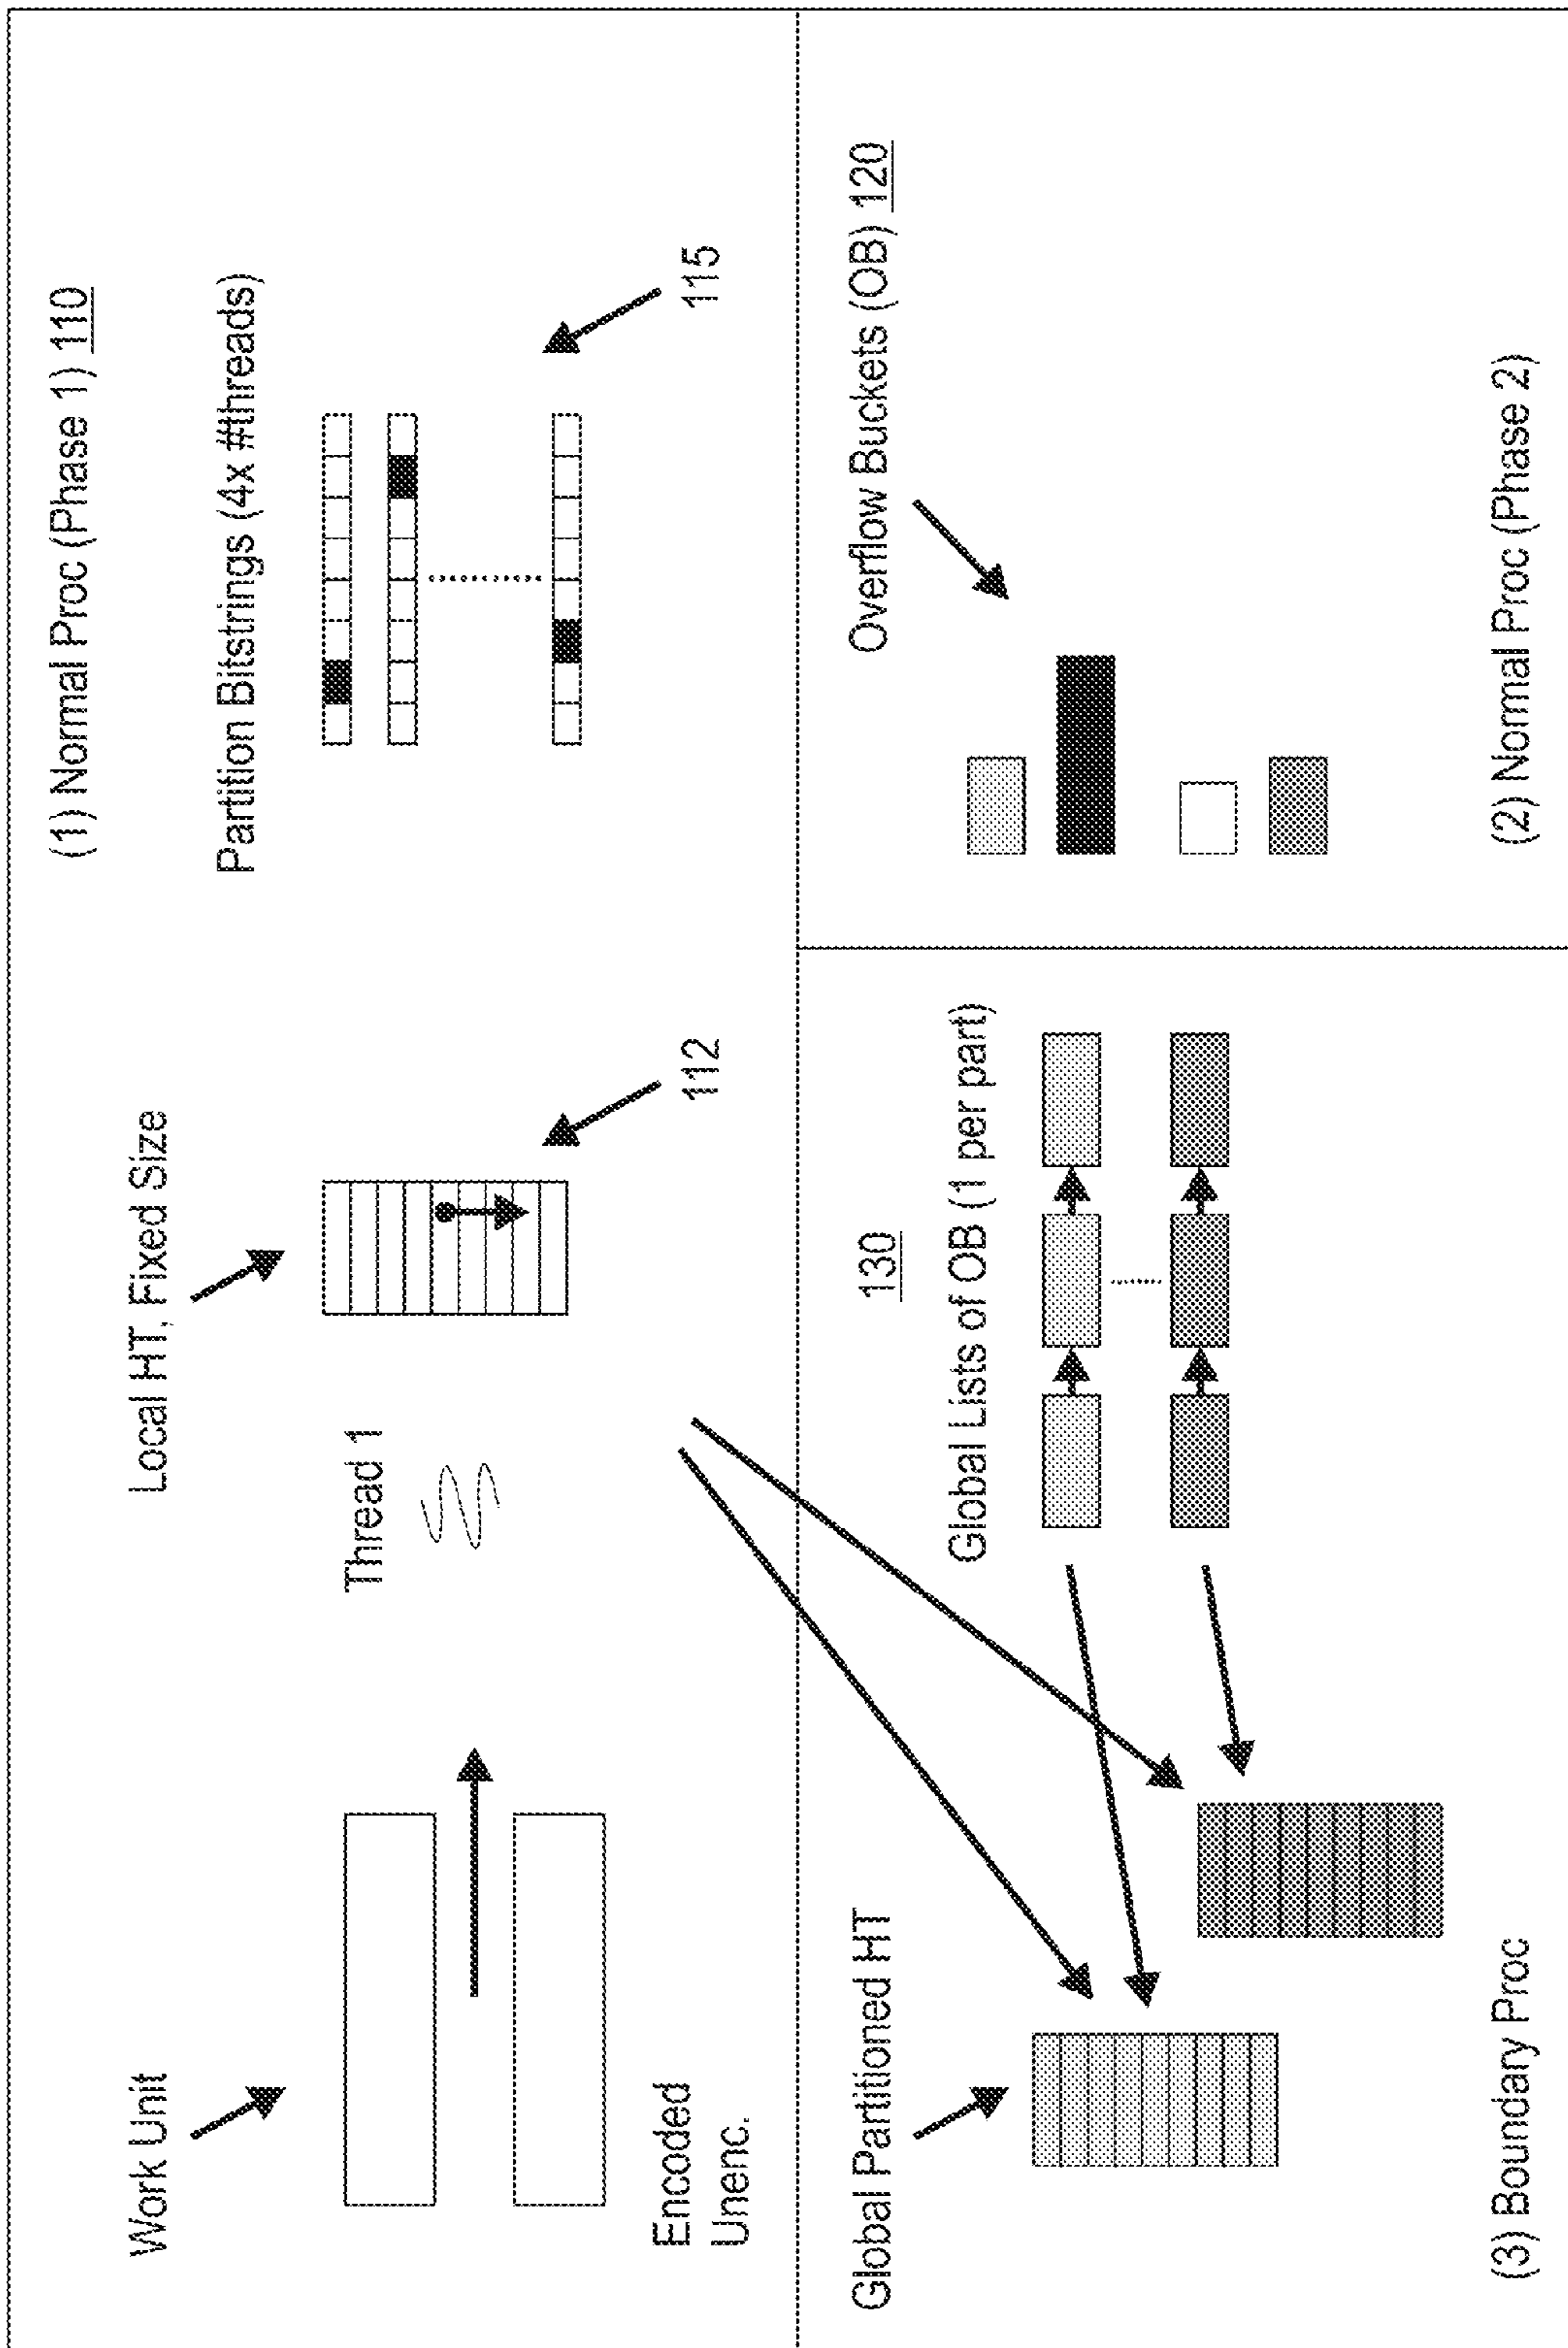 (1) Normal Proc (Phase 1) 110
Work Unit
Local HT, Fixed Size
Partition Bitstrings (4x #threads)
Thread 1
Encoded
Unenc.
112
115
Global Partitioned HT
130
Global Lists of OB (1 per part)
Overflow Buckets (OB) 120
(3) Boundary Proc
(2) Normal Proc (Phase 2)